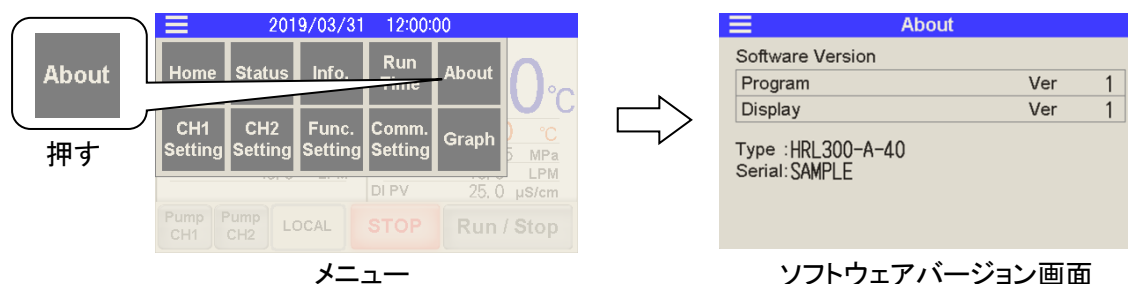 About
押す
2019/03/31 12:00:00
Home Status Info. Run Time About
CH1 Setting CH2 Setting Func. Setting Comm. Setting Graph
0℃
℃
MPa
LPM
DI PV 25.0 μS/cm
Pump CH1 Pump CH2 LOCAL STOP Run / Stop
メニュー
About
Software Version
Program Ver 1
Display Ver 1
Type :HRL300-A-40
Serial:SAMPLE
ソフトウェアバージョン画面